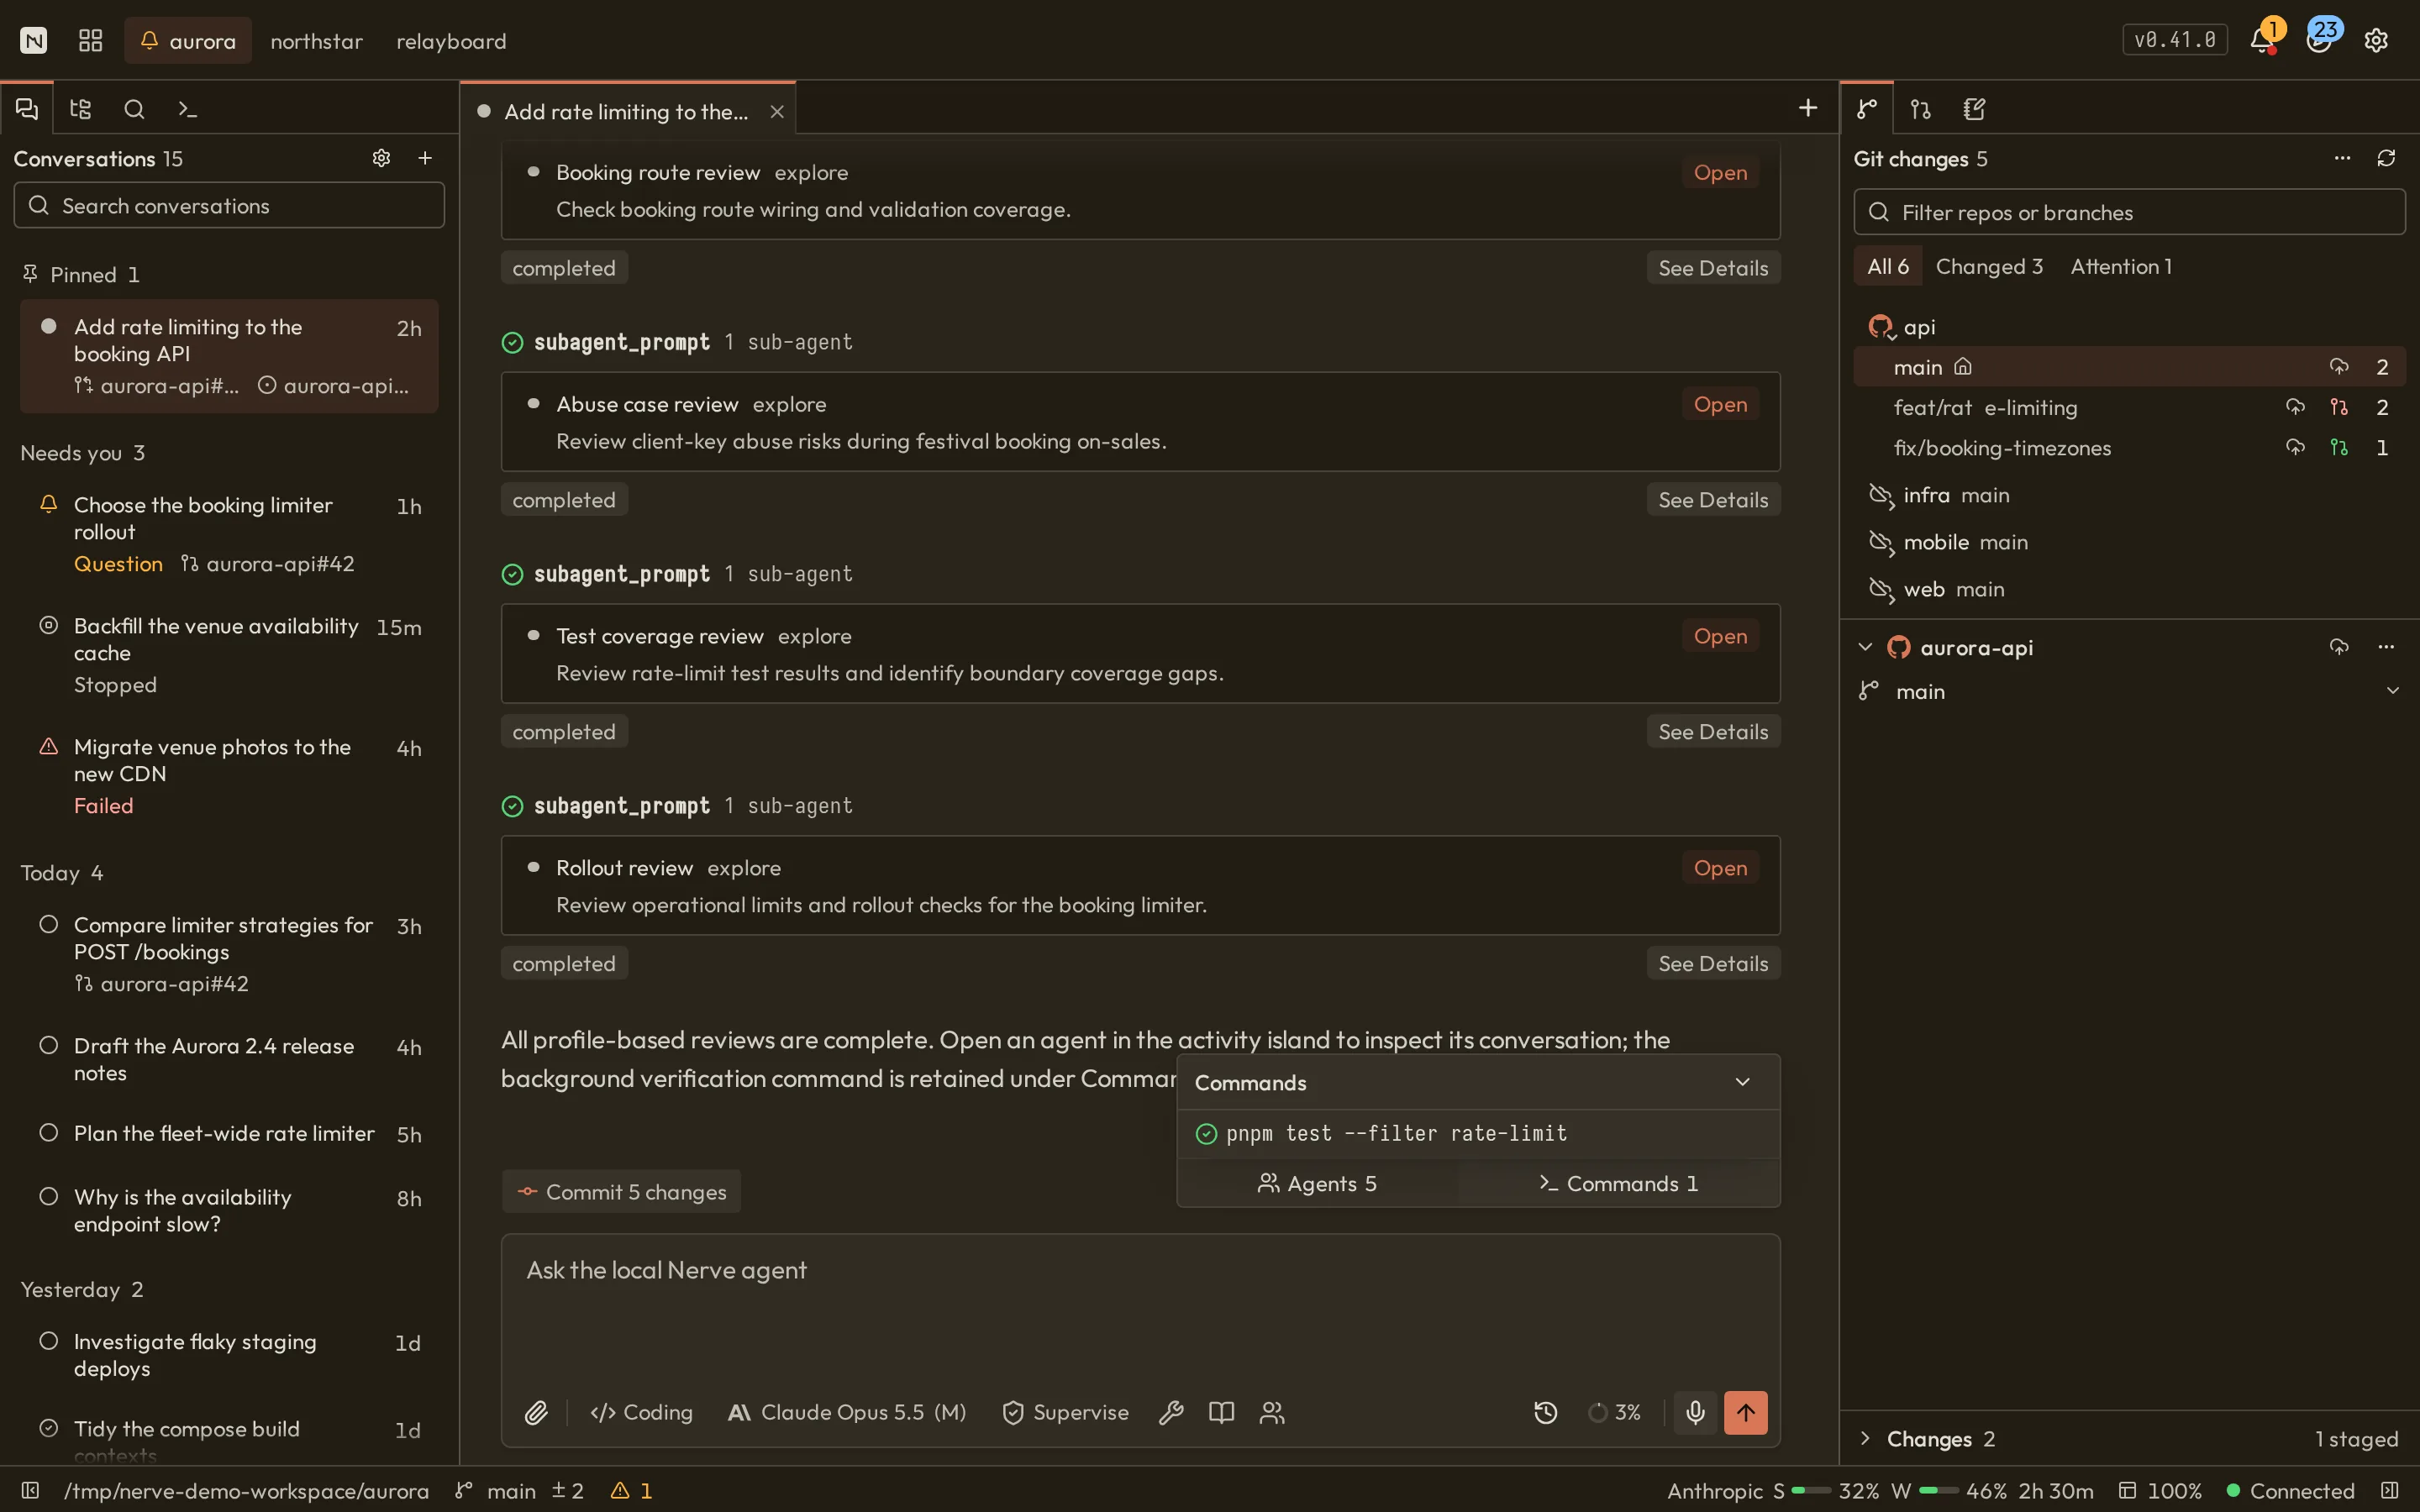 aurora
northstar
relayboard
v0.41.0
1
23
Conversations 15
Search conversations
Pinned 1
Add rate limiting to the booking API
2h
aurora-api#...
aurora-api...
Needs you 3
Choose the booking limiter rollout
1h
Question
aurora-api#42
Backfill the venue availability cache
15m
Stopped
Migrate venue photos to the new CDN
4h
Failed
Today 4
Compare limiter strategies for POST /bookings
3h
aurora-api#42
Draft the Aurora 2.4 release notes
4h
Plan the fleet-wide rate limiter
5h
Why is the availability endpoint slow?
8h
Yesterday 2
Investigate flaky staging deploys
1d
Tidy the compose build contexts
1d
Add rate limiting to the...
Booking route review explore
Open
Check booking route wiring and validation coverage.
completed
See Details
subagent_prompt 1 sub-agent
Abuse case review explore
Open
Review client-key abuse risks during festival booking on-sales.
completed
See Details
subagent_prompt 1 sub-agent
Test coverage review explore
Open
Review rate-limit test results and identify boundary coverage gaps.
completed
See Details
subagent_prompt 1 sub-agent
Rollout review explore
Open
Review operational limits and rollout checks for the booking limiter.
completed
See Details
All profile-based reviews are complete. Open an agent in the activity island to inspect its conversation; the
background verification command is retained under
Commands
pnpm test --filter rate-limit
Agents 5
Commands 1
Commit 5 changes
Ask the local Nerve agent
Coding
Claude Opus 5.5 (M)
Supervise
3%
Git changes 5
Filter repos or branches
All 6
Changed 3
Attention 1
api
main
2
feat/rat e-limiting
2
fix/booking-timezones
1
infra main
mobile main
web main
aurora-api
main
Changes 2
1 staged
/tmp/nerve-demo-workspace/aurora
main ±2
1
Anthropic S 32% W 46% 2h 30m
100%
Connected